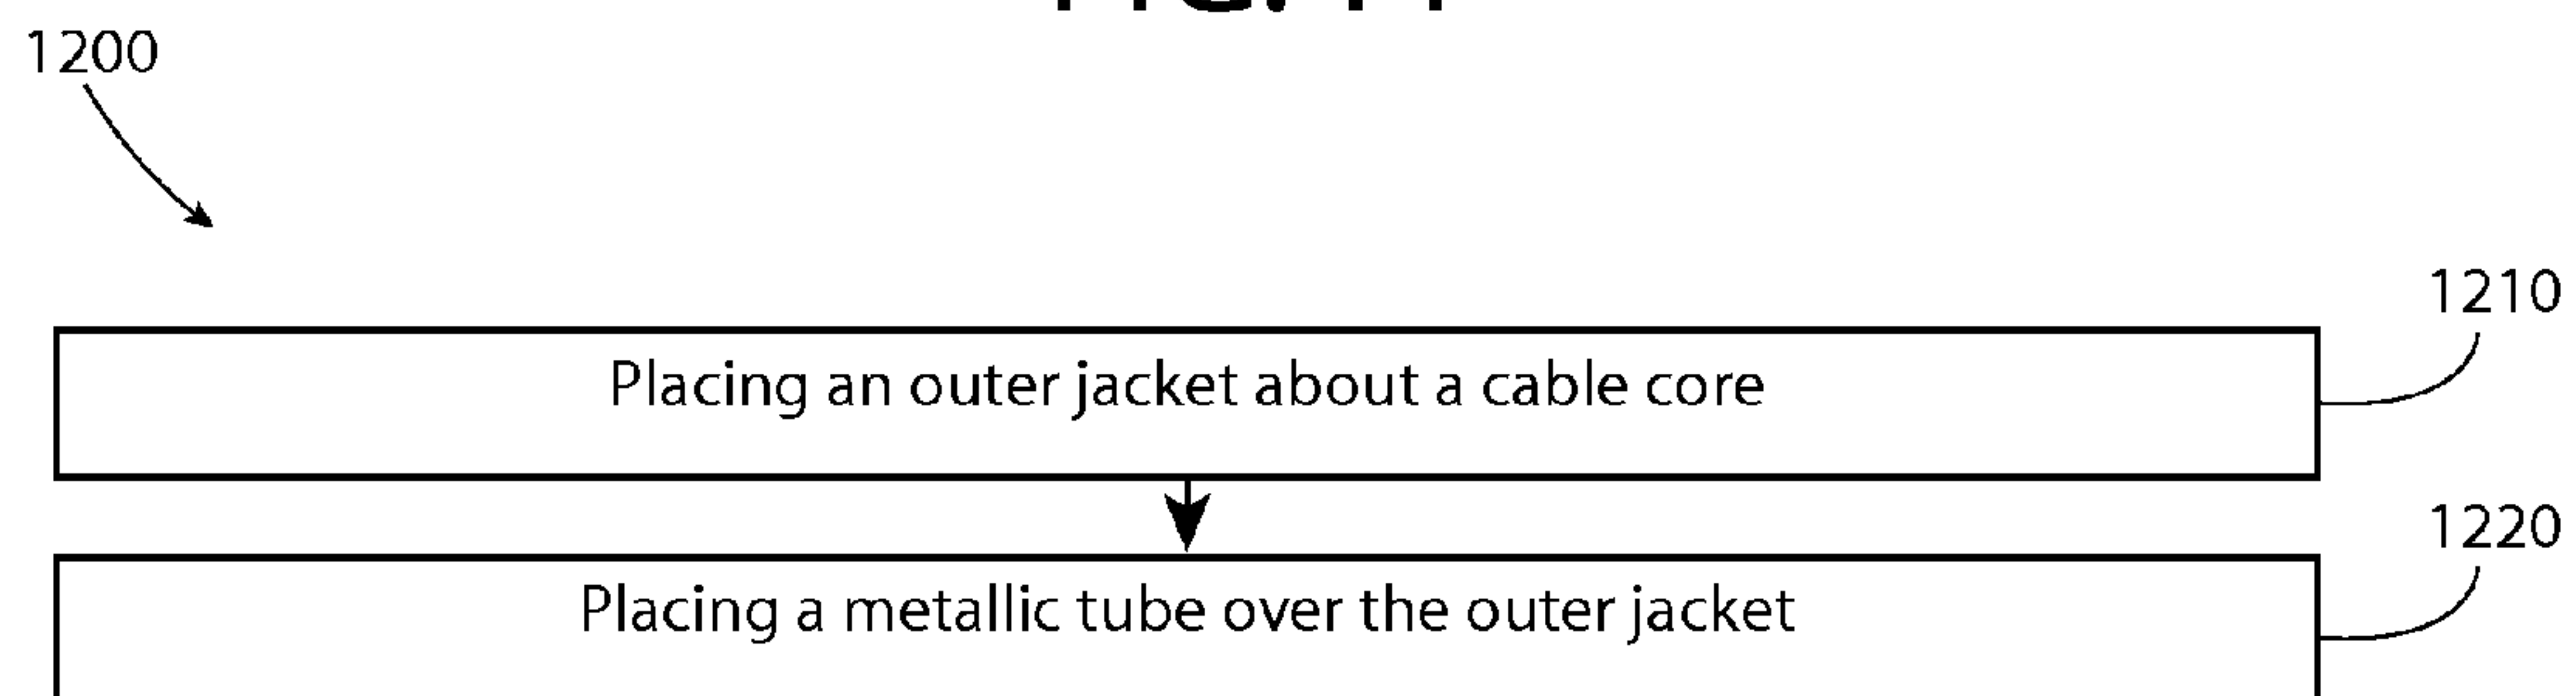 1200
1210
Placing an outer jacket about a cable core
1220
Placing a metallic tube over the outer jacket